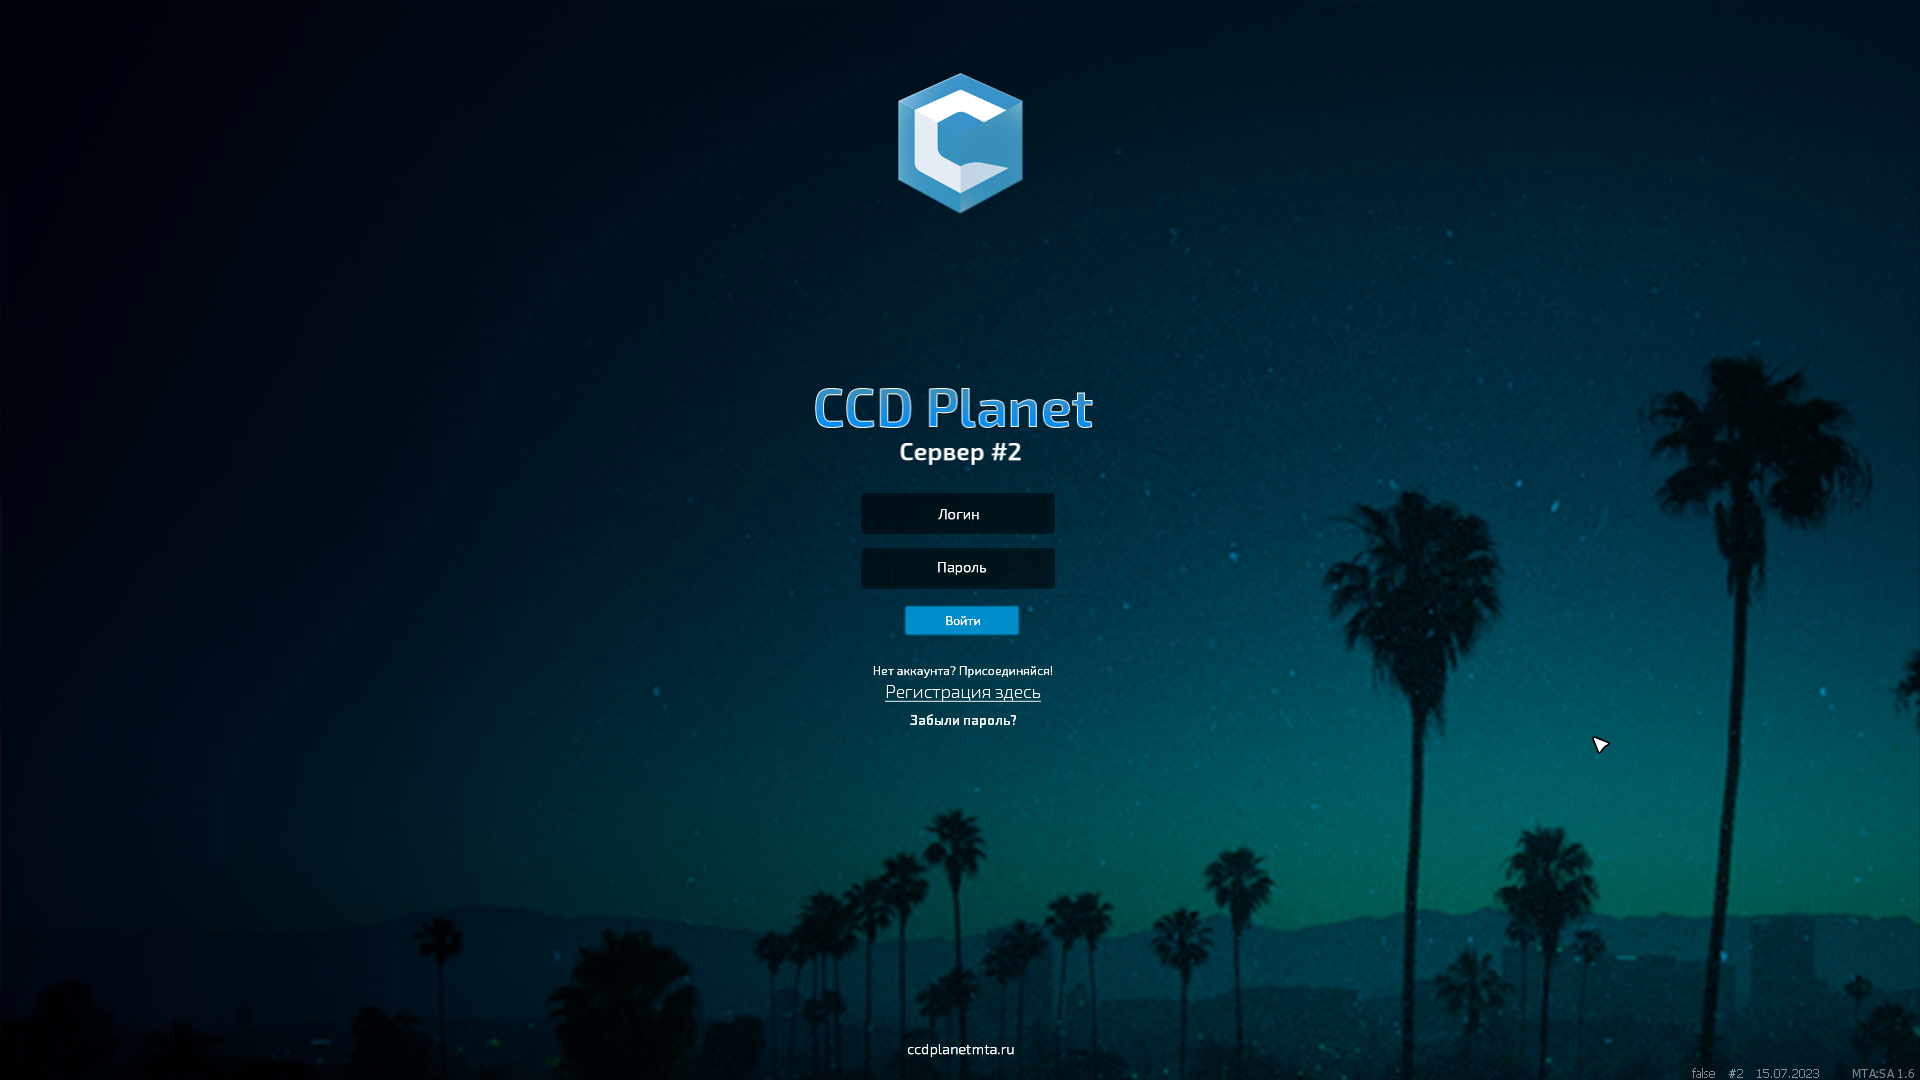 CCD Planet
Сервер #2
Логин
Пароль
Войти
Нет аккаунта? Присоединяйся!
Регистрация здесь
Забыли пароль?
ccdplanetmta.ru
false #2 15.07.2023 MTA:SA 1.6